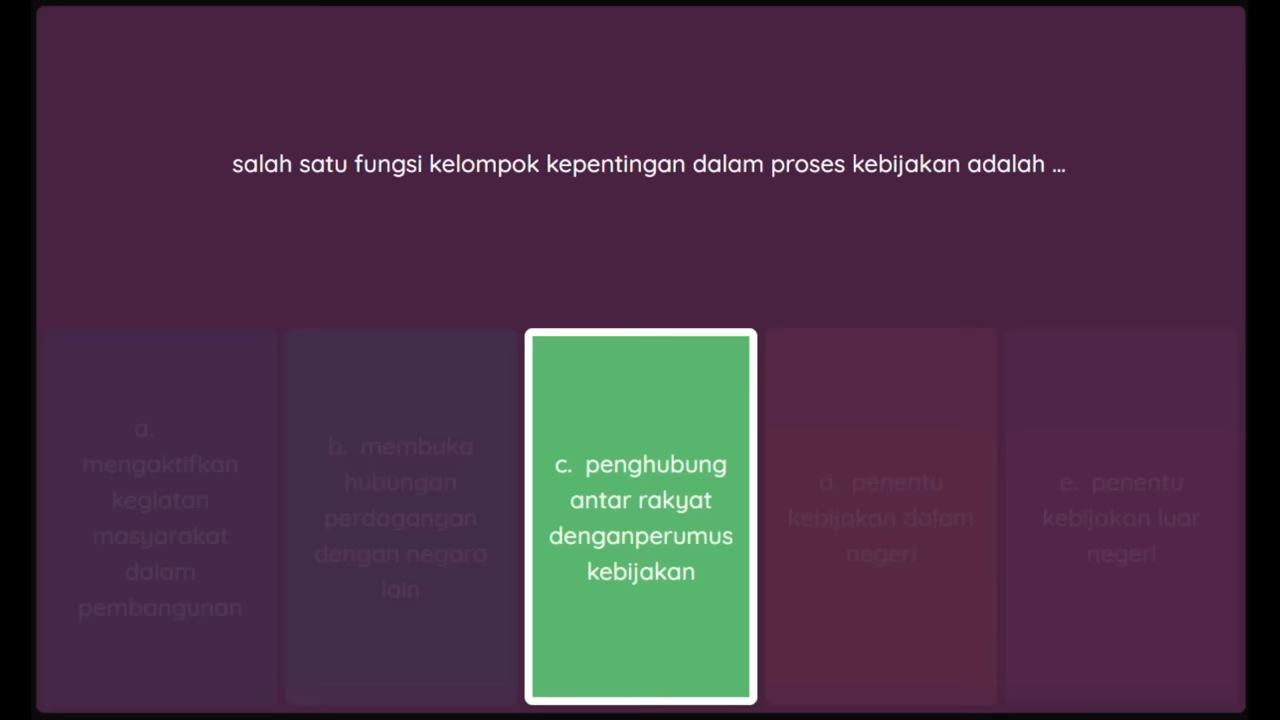 salah satu fungsi kelompok kepentingan dalam proses kebijakan adalah ...
a.
mengaktifkan
kegiatan
masyarakat
dalam
pembangunan
b. membuka
hubungan
perdagangan
dengan negara
lain
c. penghubung
antar rakyat
denganperumus
kebijakan
d. penentu
kebijakan dalam
negeri
e. penentu
kebijakan luar
negeri